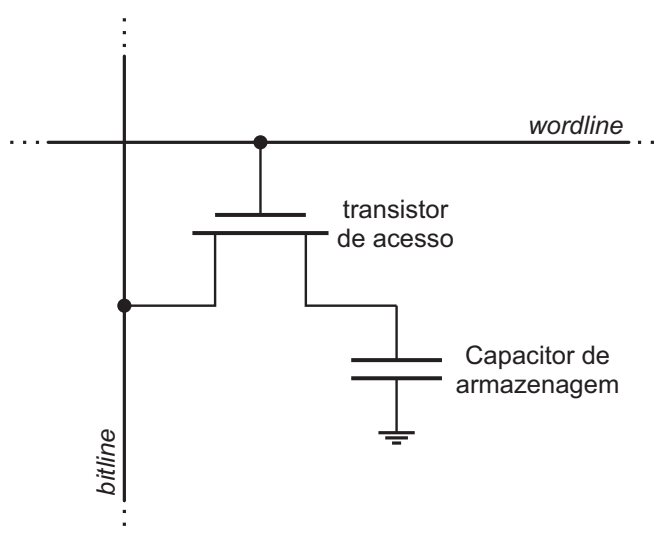 wordline
transistor
de acesso
Capacitor de
armazenagem
bitline